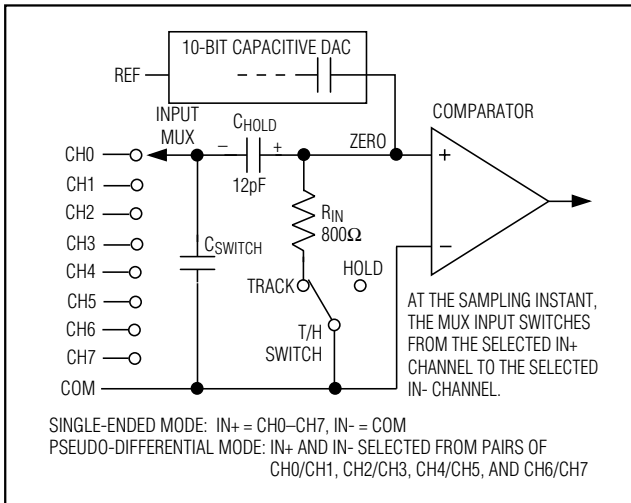 10-BIT CAPACITIVE DAC
REF
INPUT
MUX
C_HOLD
− +
12pF
ZERO
COMPARATOR
+
−
CH0
CH1
CH2
CH3
CH4
CH5
CH6
CH7
COM
C_SWITCH
R_IN
800Ω
TRACK
HOLD
T/H
SWITCH
AT THE SAMPLING INSTANT,
THE MUX INPUT SWITCHES
FROM THE SELECTED IN+
CHANNEL TO THE SELECTED
IN- CHANNEL.
SINGLE-ENDED MODE: IN+ = CH0–CH7, IN- = COM
PSEUDO-DIFFERENTIAL MODE: IN+ AND IN- SELECTED FROM PAIRS OF
CH0/CH1, CH2/CH3, CH4/CH5, AND CH6/CH7